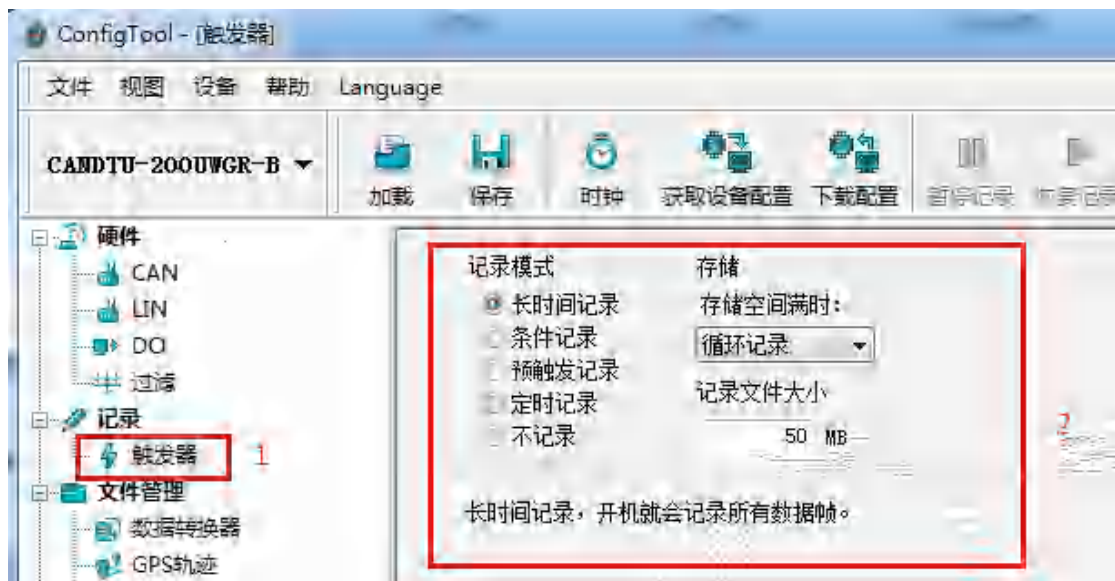 ConfigTool - [触发器]
文件 视图 设备 帮助 Language
CANDTU-200UWGR-B
加载 保存 时钟 获取设备配置 下载配置 暂停记录
硬件
CAN
LIN
DO
过滤
记录
触发器 1
文件管理
数据转换器
GPS轨迹
记录模式
长时间记录
条件记录
预触发记录
定时记录
不记录
存储
存储空间满时:
循环记录
记录文件大小
50 MB
长时间记录，开机就会记录所有数据帧。
2